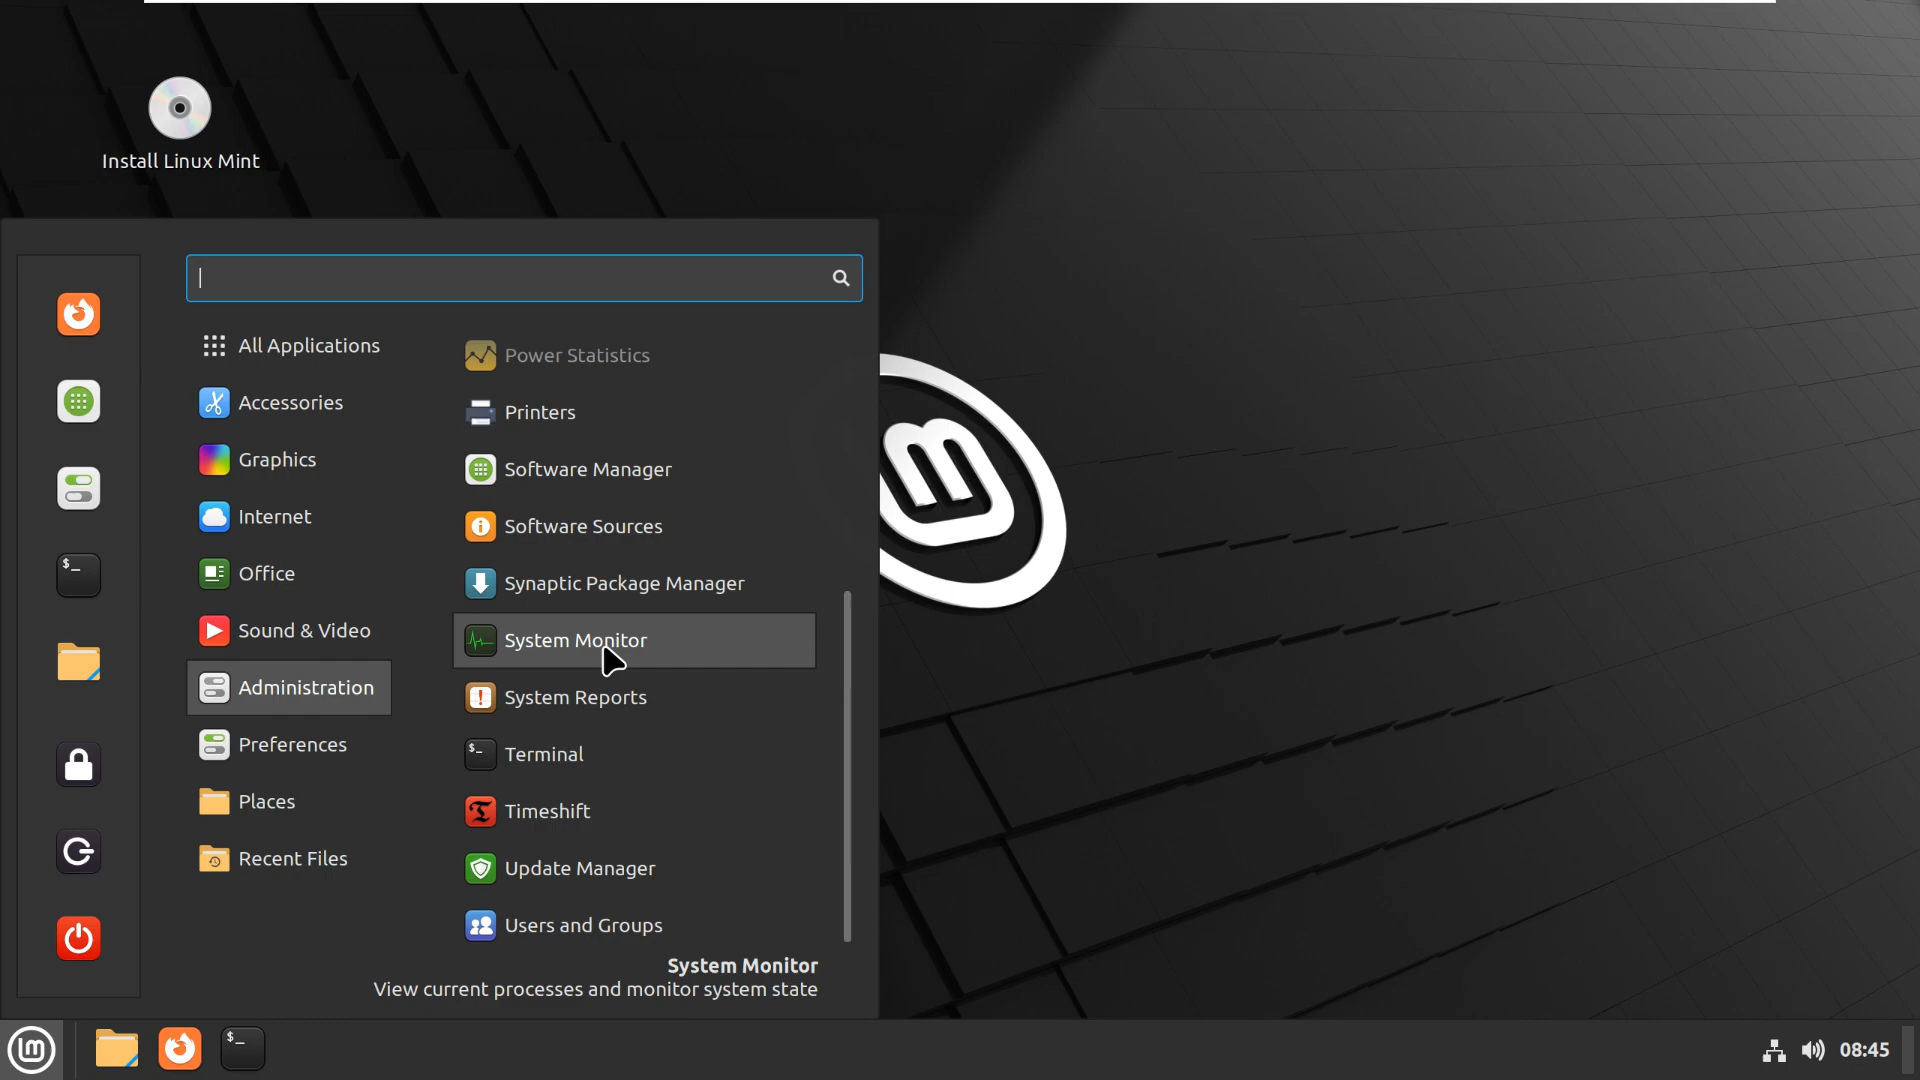 Install Linux Mint
All Applications
Accessories
Graphics
Internet
Office
Sound & Video
Administration
Preferences
Places
Recent Files
Power Statistics
Printers
Software Manager
Software Sources
Synaptic Package Manager
System Monitor
System Reports
Terminal
Timeshift
Update Manager
Users and Groups
System Monitor
View current processes and monitor system state
08:45